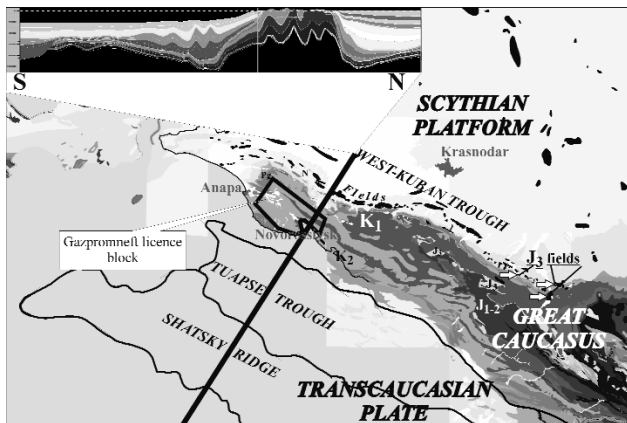 S
N
SCYTHIAN
PLATFORM
Krasnodar
WEST-KUBAN TROUGH
N
Pg
Fields
Anapa
K1
Gazpromneft licence
block
Novorossiysk
K2
J3
J3 fields
J1-2
TUAPSE TROUGH
GREAT
CAUCASUS
SHATSKY RIDGE
TRANSCAUCASIAN
PLATE